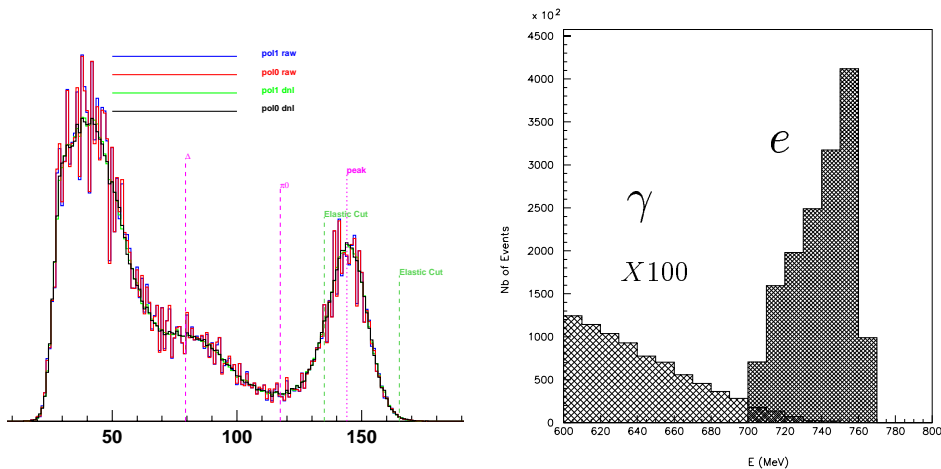 pol1 raw
pol0 raw
pol1 dnl
pol0 dnl
Δ
π0
peak
Elastic Cut
Elastic Cut
50
100
150
x 10²
4500
4000
3500
3000
2500
2000
1500
1000
500
0
600
620
640
660
680
700
720
740
760
780
800
Nb of Events
E (MeV)
γ
X100
e